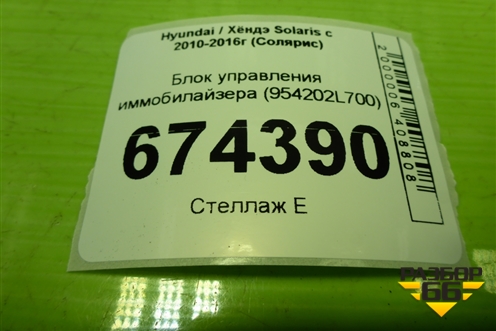 Hyundai / Хёндэ Solaris с
2010-2016г (Солярис)
Блок управления
иммобилайзера (954202L700)
674390
Стеллаж Е
2000006408808
РАЗБОР
66